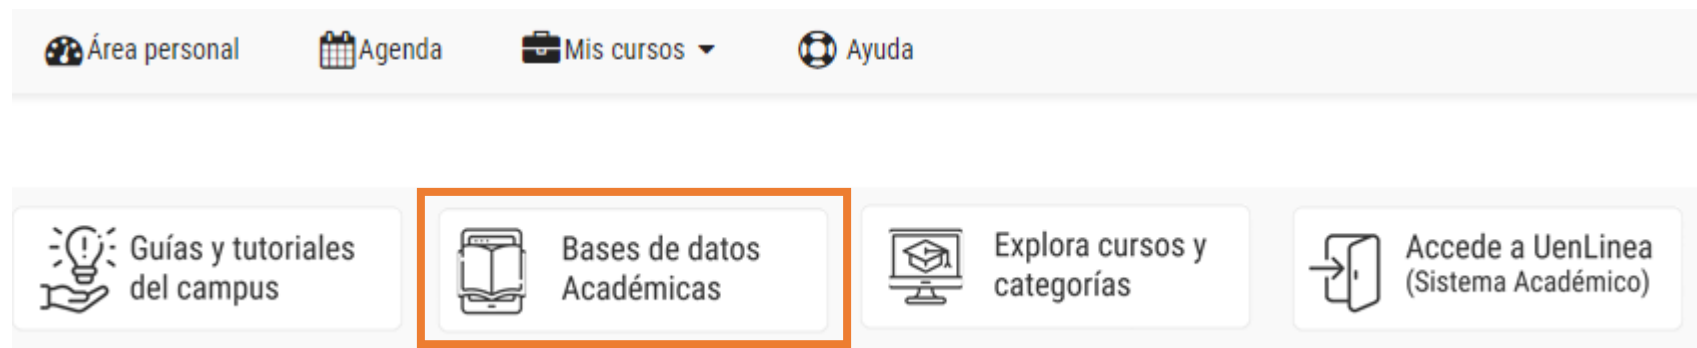 Área personal
Agenda
Mis cursos
Ayuda
Guías y tutoriales
del campus
Bases de datos
Académicas
Explora cursos y
categorías
Accede a UenLinea
(Sistema Académico)